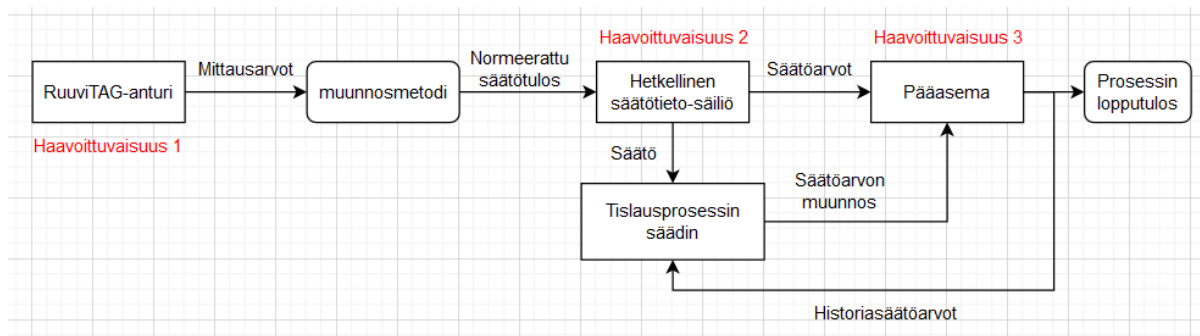 Haavoittuvaisuus 2
Haavoittuvaisuus 3
RuuviTAG-anturi
Mittausarvot
muunnosmetodi
Normeerattu
säätötulos
Hetkellinen
säätötieto-säiliö
Säätöarvot
Pääasema
Prosessin
lopputulos
Haavoittuvaisuus 1
Säätö
Tislausprosessin
säädin
Säätöarvon
muunnos
Historiasäätöarvot